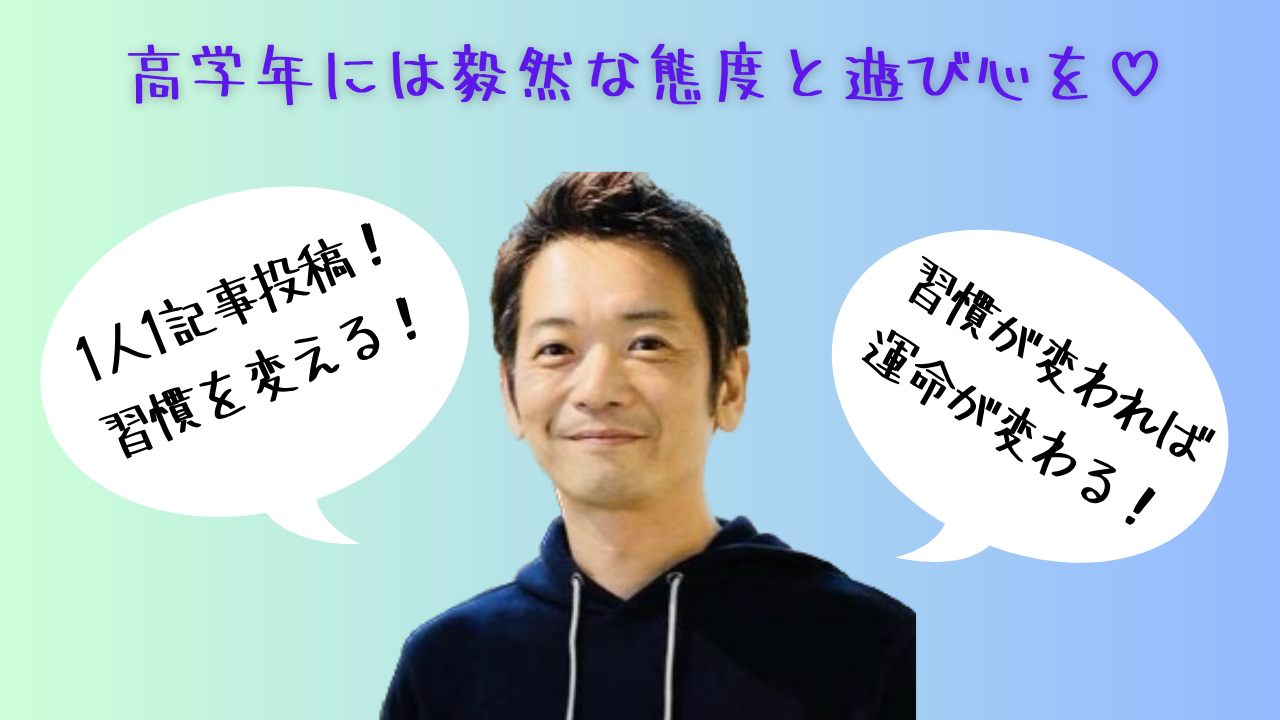 高学年には毅然な態度と遊び心を♡
1人1記事投稿！
習慣を変える！
習慣が変われば
運命が変わる！